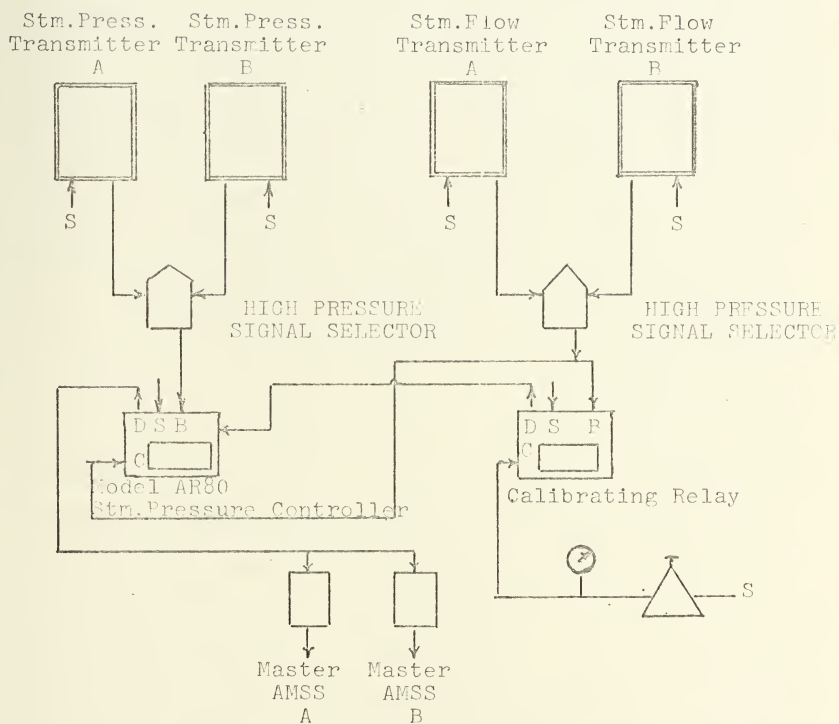 Stm.Press. Transmitter A
Stm.Press. Transmitter B
Stm.Flow Transmitter A
Stm.Flow Transmitter B
S
S
S
S
HIGH PRESSURE
SIGNAL SELECTOR
HIGH PRESSURE
SIGNAL SELECTOR
D S B
C
Model AR80
Stm.Pressure Controller
D S B
C
Calibrating Relay
S
Master
AMSS
A
Master
AMSS
B